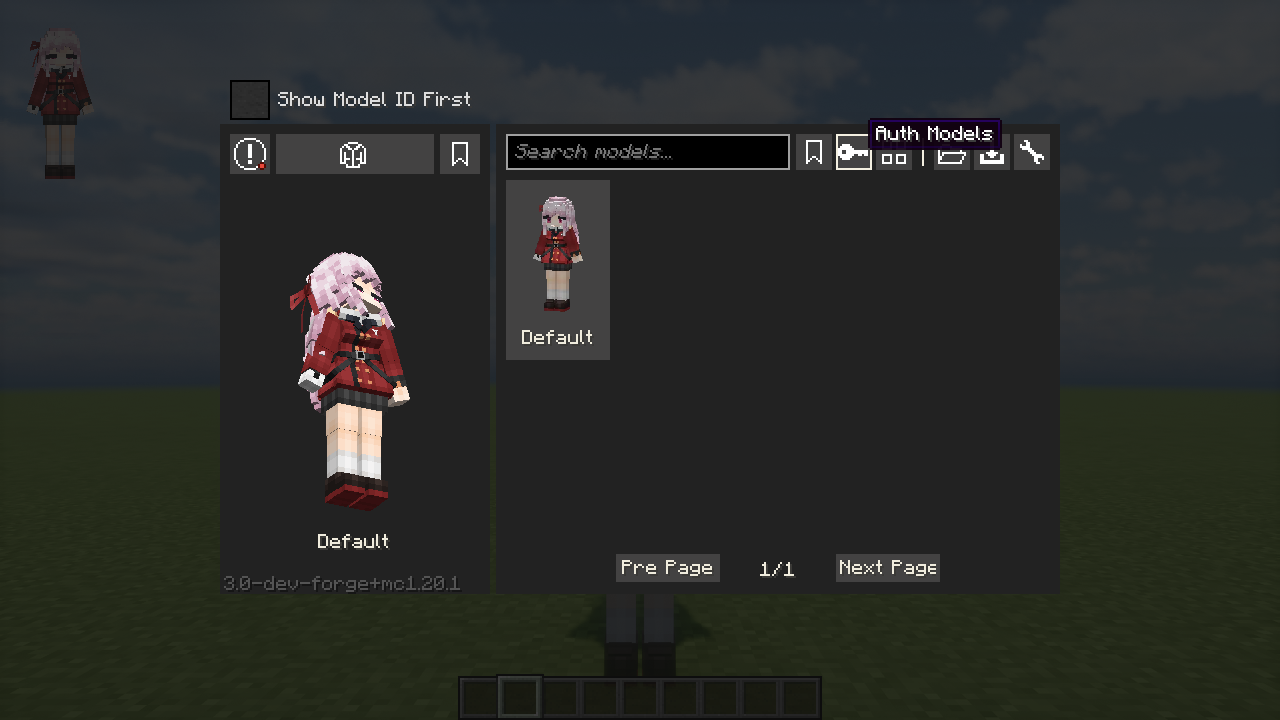 Show Model ID First
Auth Models
Search models...
Default
Default
3.0-dev-forge+mc1.20.1
Pre Page
1/1
Next Page